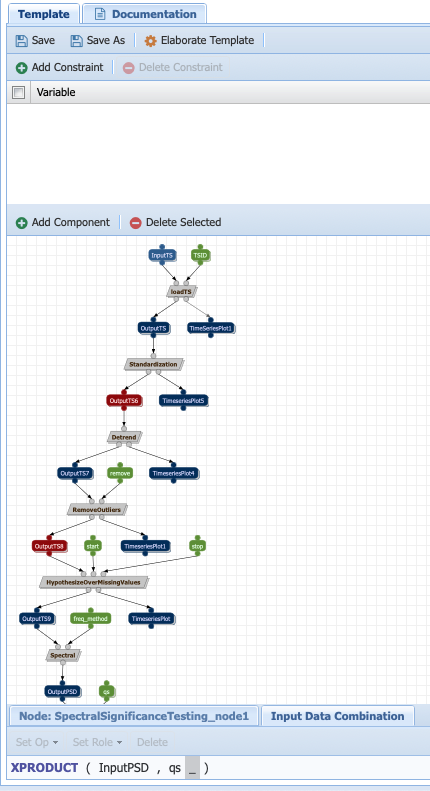 Template Documentation
Save Save As Elaborate Template
Add Constraint Delete Constraint
Variable
Add Component Delete Selected
InputTS TSID
loadTS
OutputTS TimeSeriesPlot1
Standardization
OutputTS6 TimeseriesPlot5
Detrend
OutputTS7 remove TimeseriesPlot4
RemoveOutliers
OutputTS8 start TimeseriesPlot1 stop
HypothesizeOverMissingValues
OutputTS9 freq_method TimeseriesPlot
Spectral
OutputPSD qs
Node: SpectralSignificanceTesting_node1 Input Data Combination
Set Op Set Role Delete
XPRODUCT ( InputPSD , qs _ )